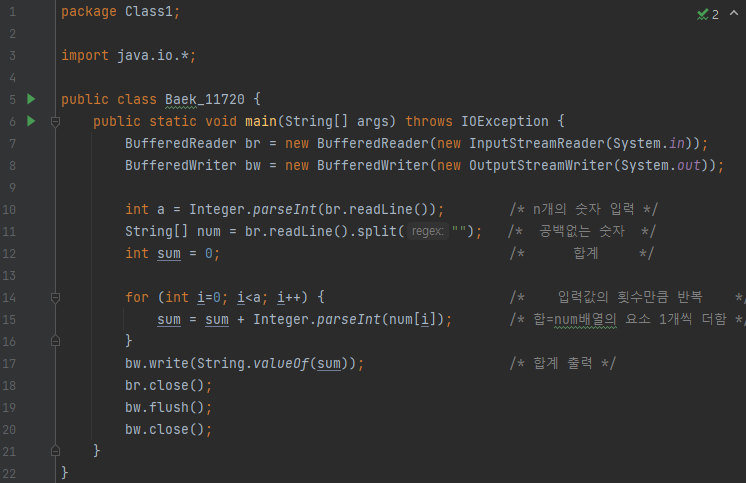 1 package Class1;
✓ 2 ^
2
3 import java.io.*;
4
5 public class Baek_11720 {
6 public static void main(String[] args) throws IOException {
7 BufferedReader br = new BufferedReader(new InputStreamReader(System.in));
8 BufferedWriter bw = new BufferedWriter(new OutputStreamWriter(System.out));
9
10 int a = Integer.parseInt(br.readLine()); /* n개의 숫자 입력 */
11 String[] num = br.readLine().split( regex: ""); /* 공백없는 숫자 */
12 int sum = 0; /* 합계 */
13
14 for (int i=0; i<a; i++) { /* 입력값의 횟수만큼 반복 */
15 sum = sum + Integer.parseInt(num[i]); /* 합=num배열의 요소 1개씩 더함 */
16 }
17 bw.write(String.valueOf(sum)); /* 합계 출력 */
18 br.close();
19 bw.flush();
20 bw.close();
21 }
22 }